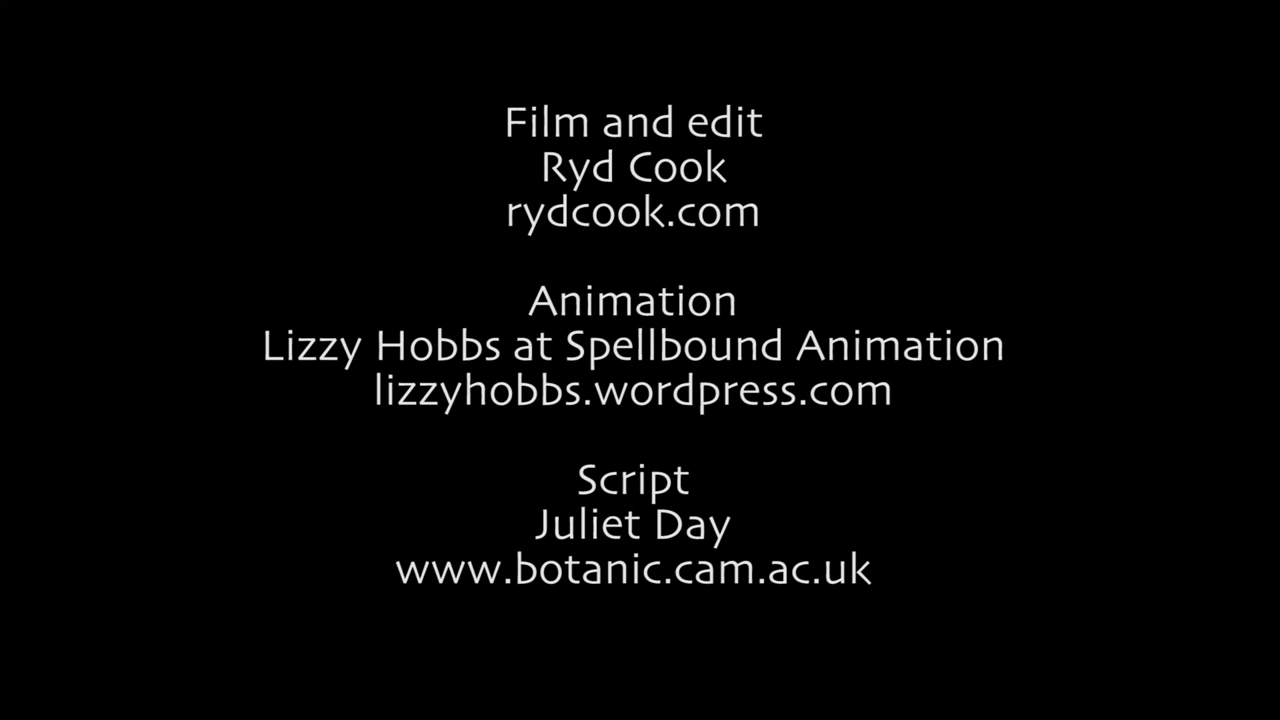 Film and edit
Ryd Cook
rydcook.com
Animation
Lizzy Hobbs at Spellbound Animation
lizzyhobbs.wordpress.com
Script
Juliet Day
www.botanic.cam.ac.uk